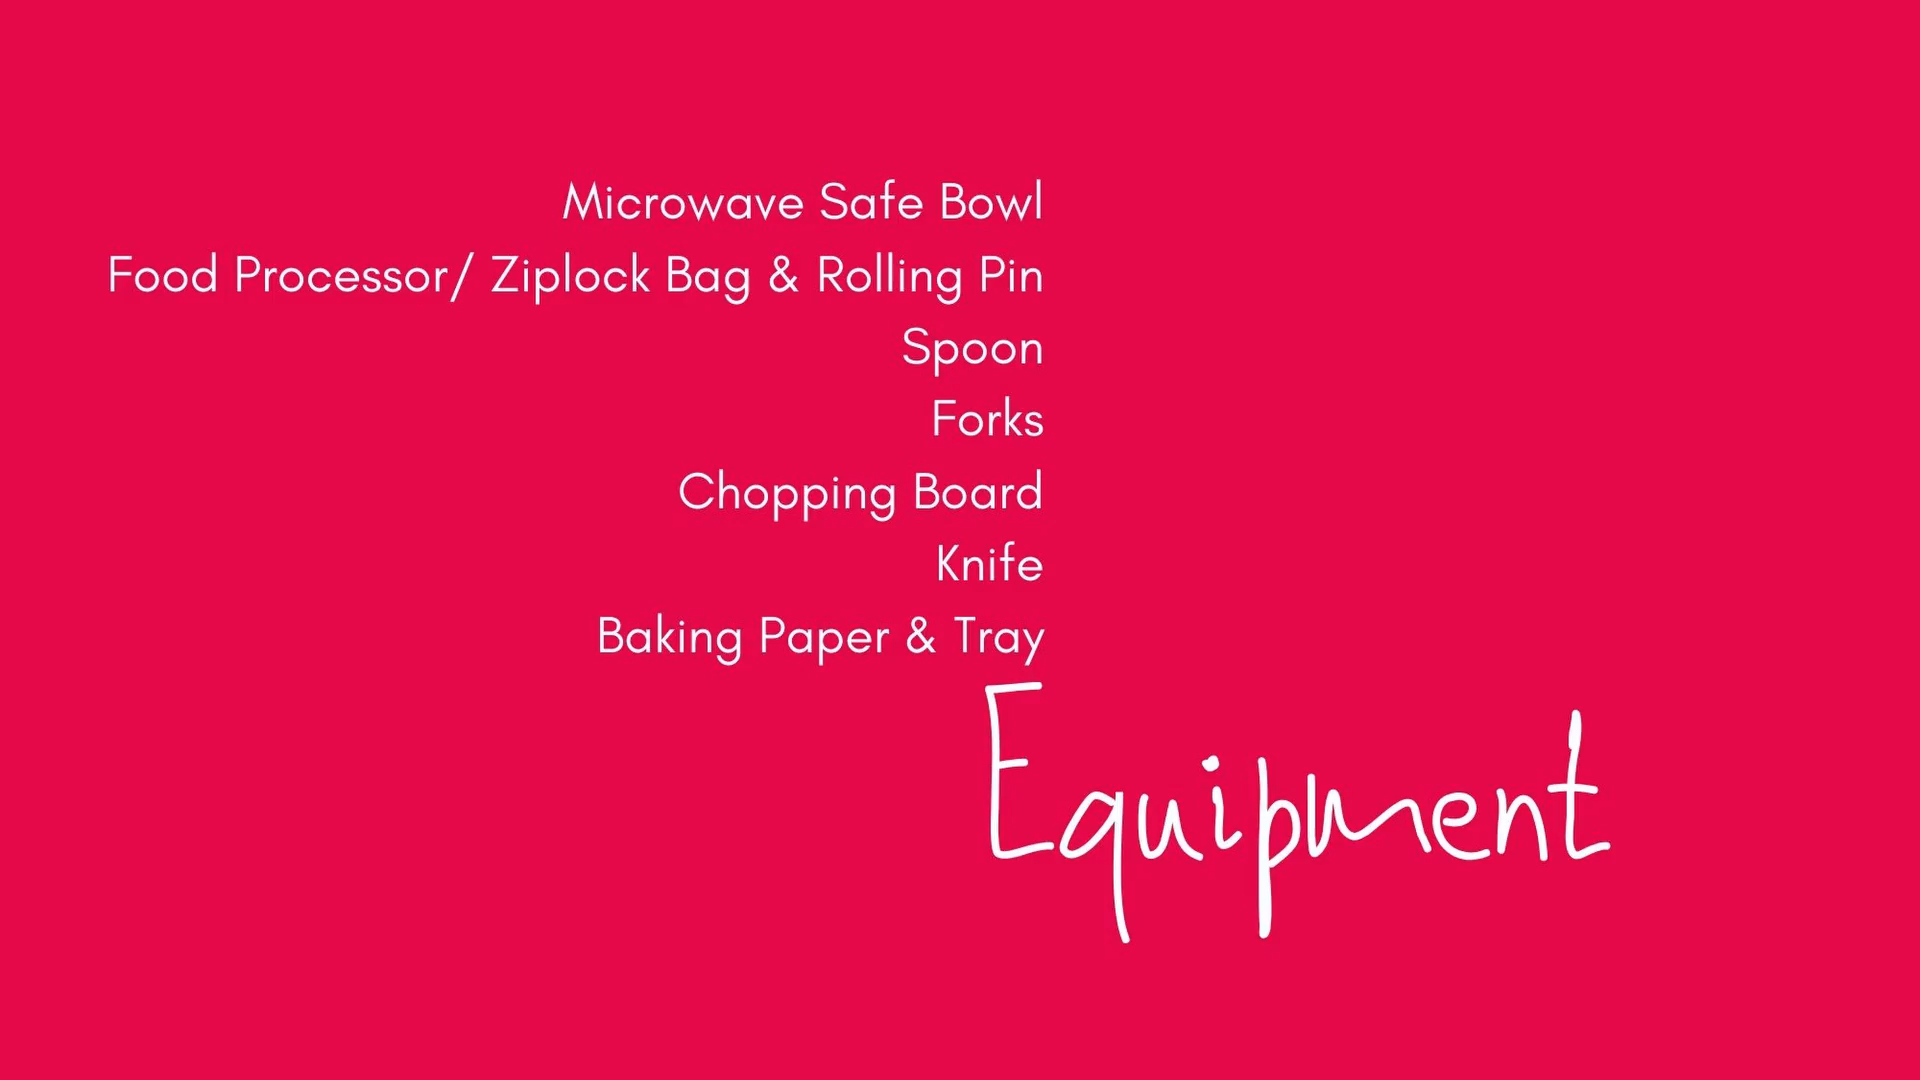 Microwave Safe Bowl
Food Processor/ Ziplock Bag & Rolling Pin
Spoon
Forks
Chopping Board
Knife
Baking Paper & Tray
Equipment